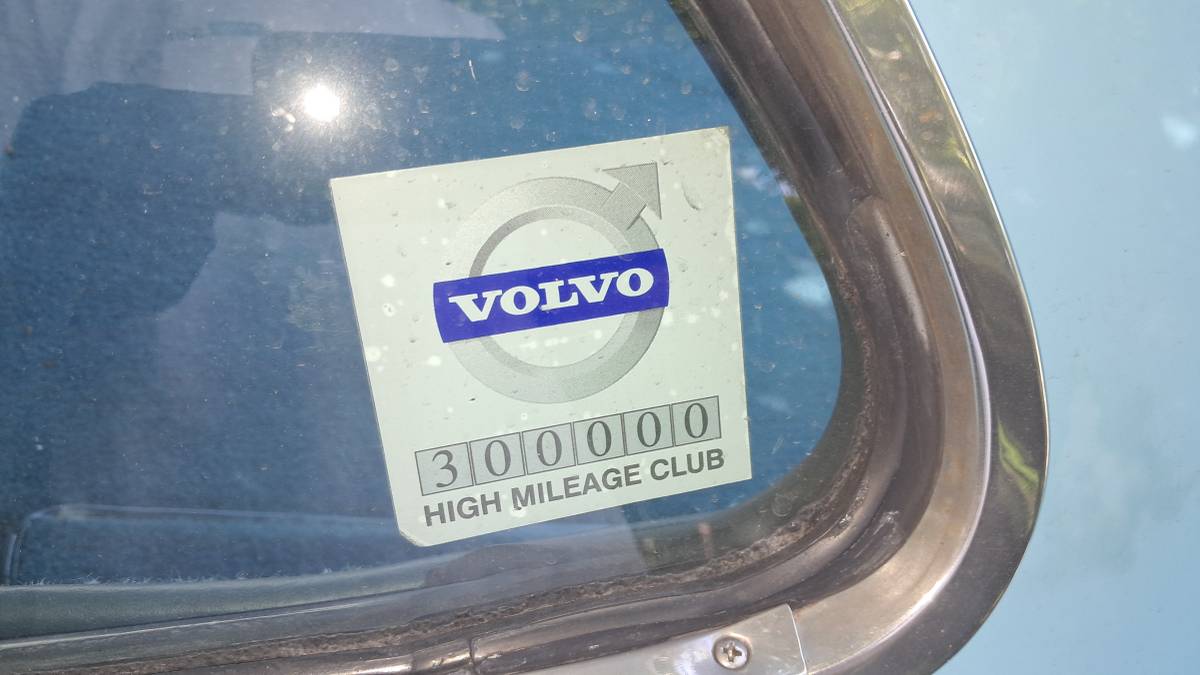 VOLVO
300000
HIGH MILEAGE CLUB